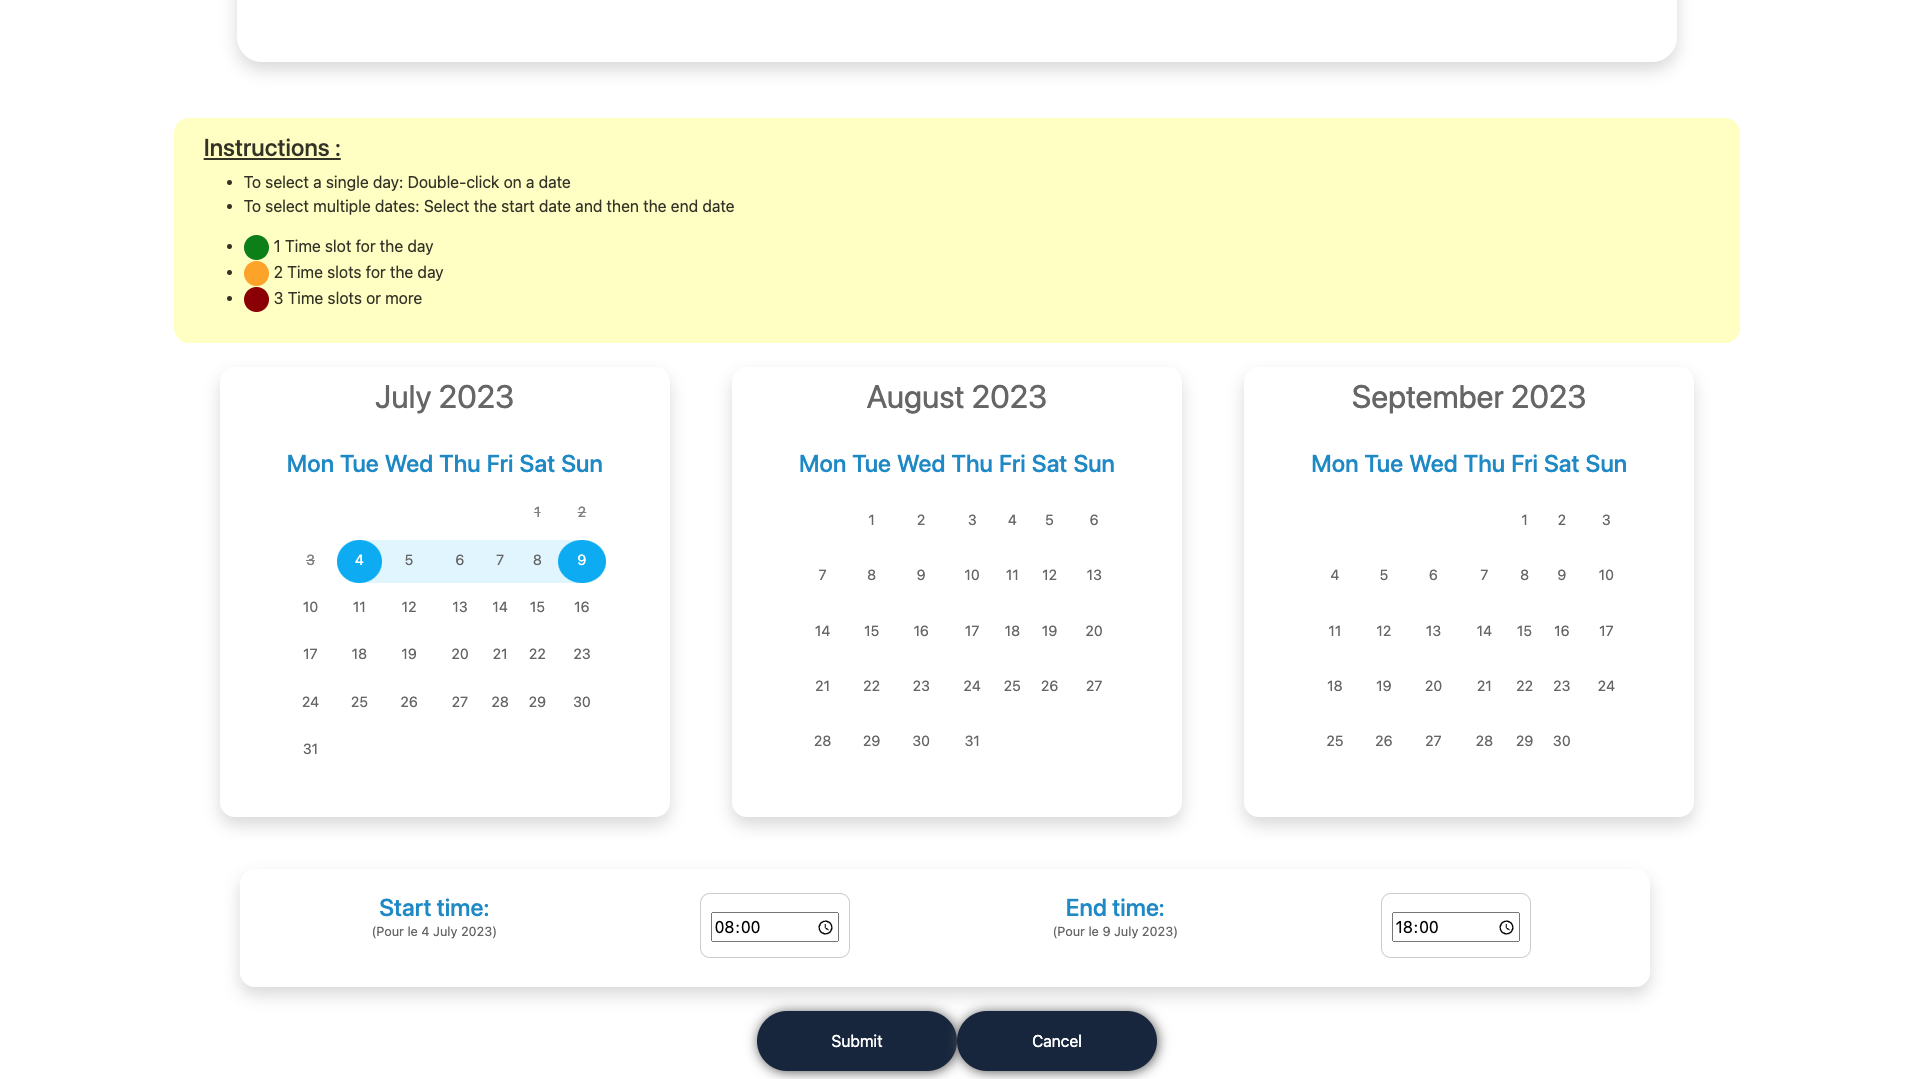 Instructions :
To select a single day: Double-click on a date
To select multiple dates: Select the start date and then the end date
1 Time slot for the day
2 Time slots for the day
3 Time slots or more
July 2023
Mon Tue Wed Thu Fri Sat Sun
1 2
3 4 5 6 7 8 9
10 11 12 13 14 15 16
17 18 19 20 21 22 23
24 25 26 27 28 29 30
31
August 2023
Mon Tue Wed Thu Fri Sat Sun
1 2 3 4 5 6
7 8 9 10 11 12 13
14 15 16 17 18 19 20
21 22 23 24 25 26 27
28 29 30 31
September 2023
Mon Tue Wed Thu Fri Sat Sun
1 2 3
4 5 6 7 8 9 10
11 12 13 14 15 16 17
18 19 20 21 22 23 24
25 26 27 28 29 30
Start time:
(Pour le 4 July 2023)
08:00
End time:
(Pour le 9 July 2023)
18:00
Submit
Cancel